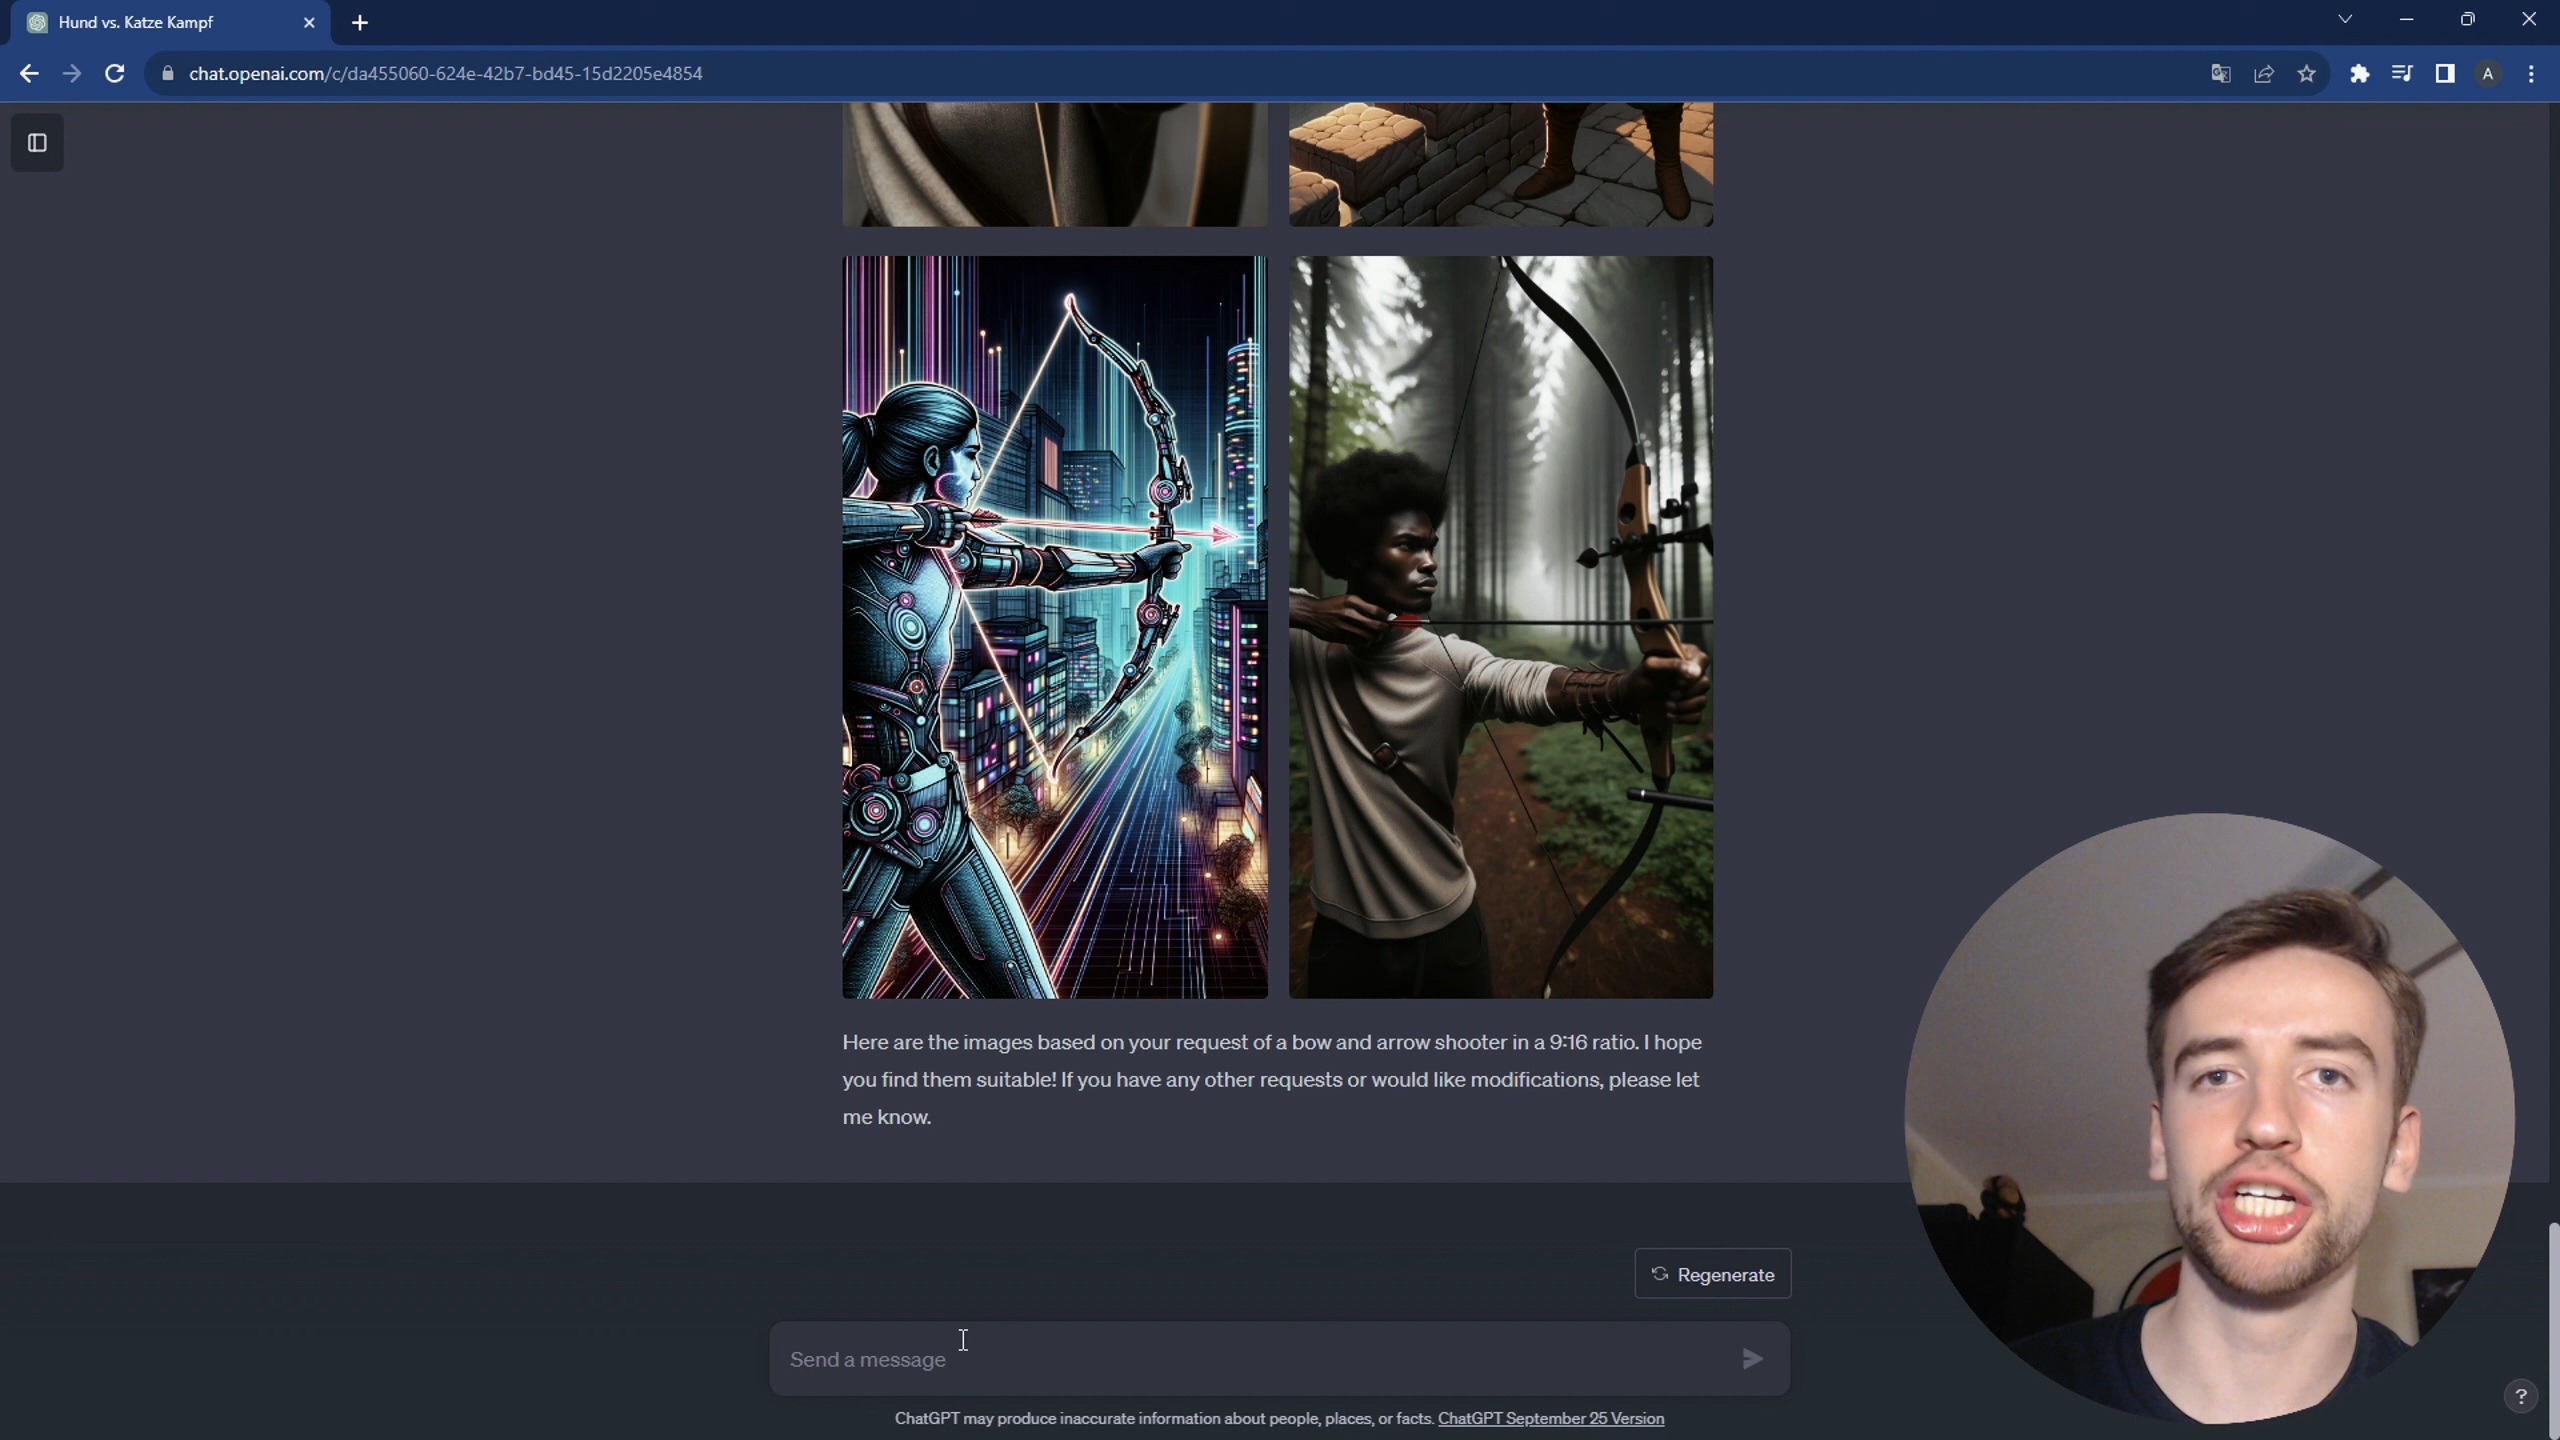 Hund vs. Katze Kampf
chat.openai.com/c/da455060-624e-42b7-bd45-15d2205e4854
A
Here are the images based on your request of a bow and arrow shooter in a 9:16 ratio. I hope
you find them suitable! If you have any other requests or would like modifications, please let
me know.
Regenerate
Send a message
ChatGPT may produce inaccurate information about people, places, or facts. ChatGPT September 25 Version
?